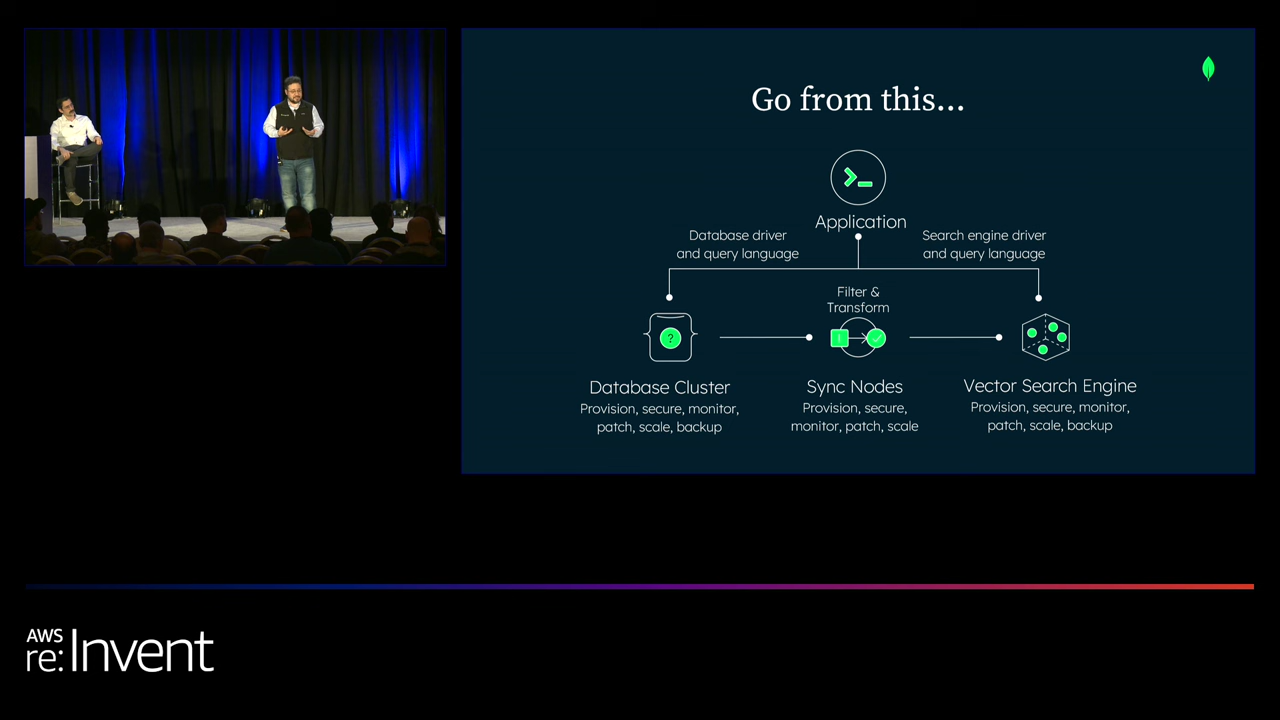 Go from this...
Application
Database driver
and query language
Search engine driver
and query language
Filter &
Transform
?
Database Cluster
Provision, secure, monitor,
patch, scale, backup
Sync Nodes
Provision, secure,
monitor, patch, scale
Vector Search Engine
Provision, secure, monitor,
patch, scale, backup
AWS
re:Invent